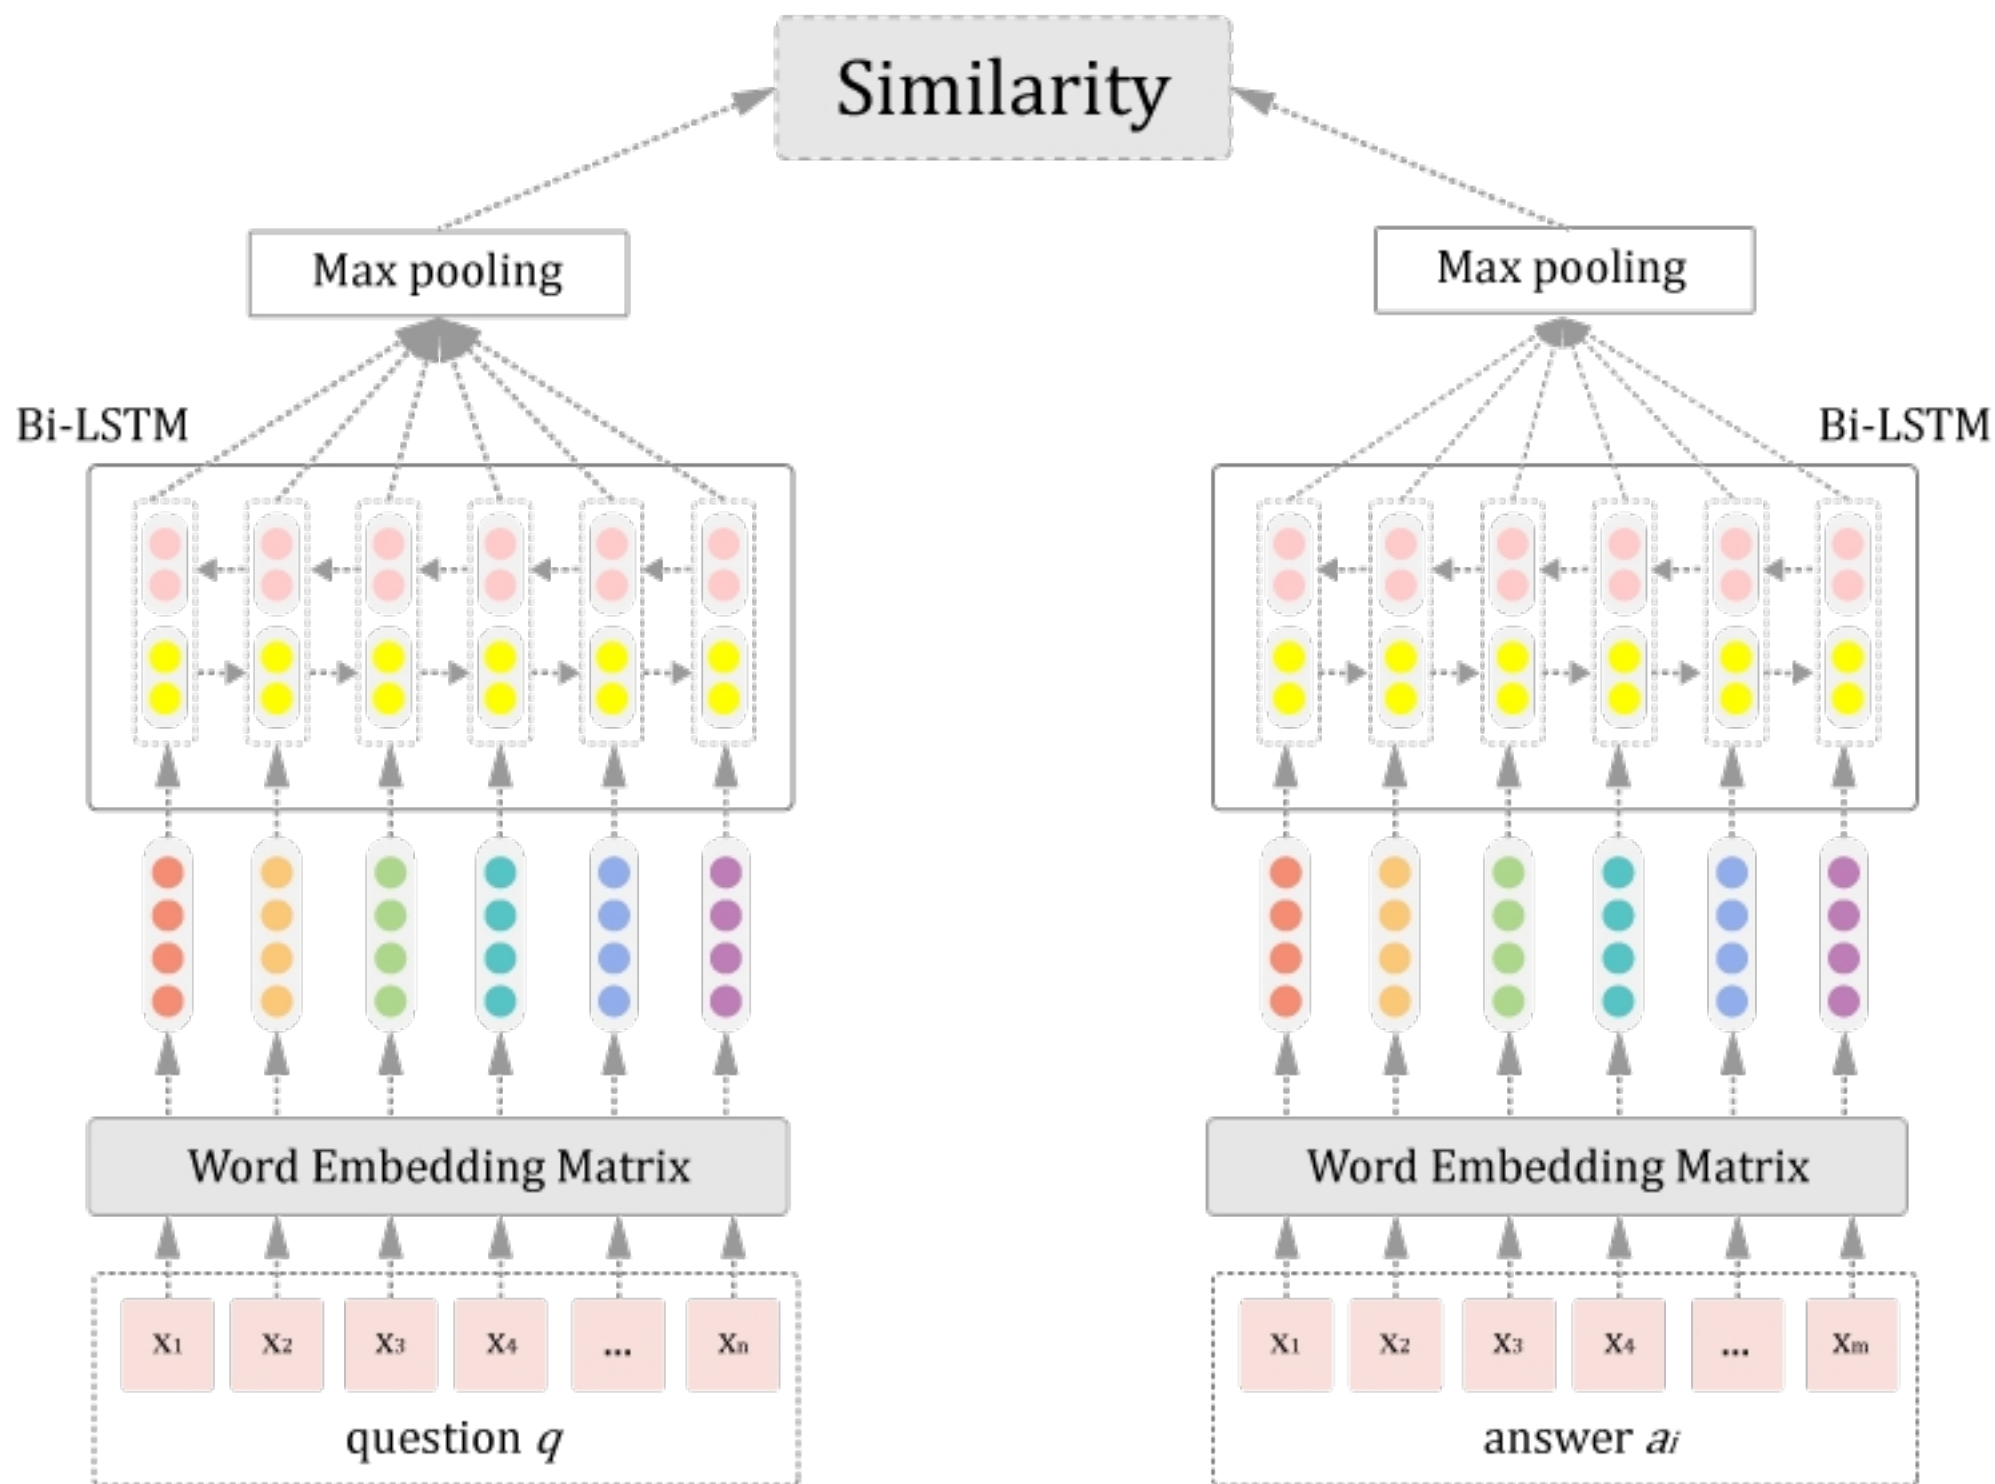 Similarity
Max pooling
Max pooling
Bi-LSTM
Bi-LSTM
Word Embedding Matrix
Word Embedding Matrix
x1 x2 x3 x4 ... xn
x1 x2 x3 x4 ... xm
question q
answer ai